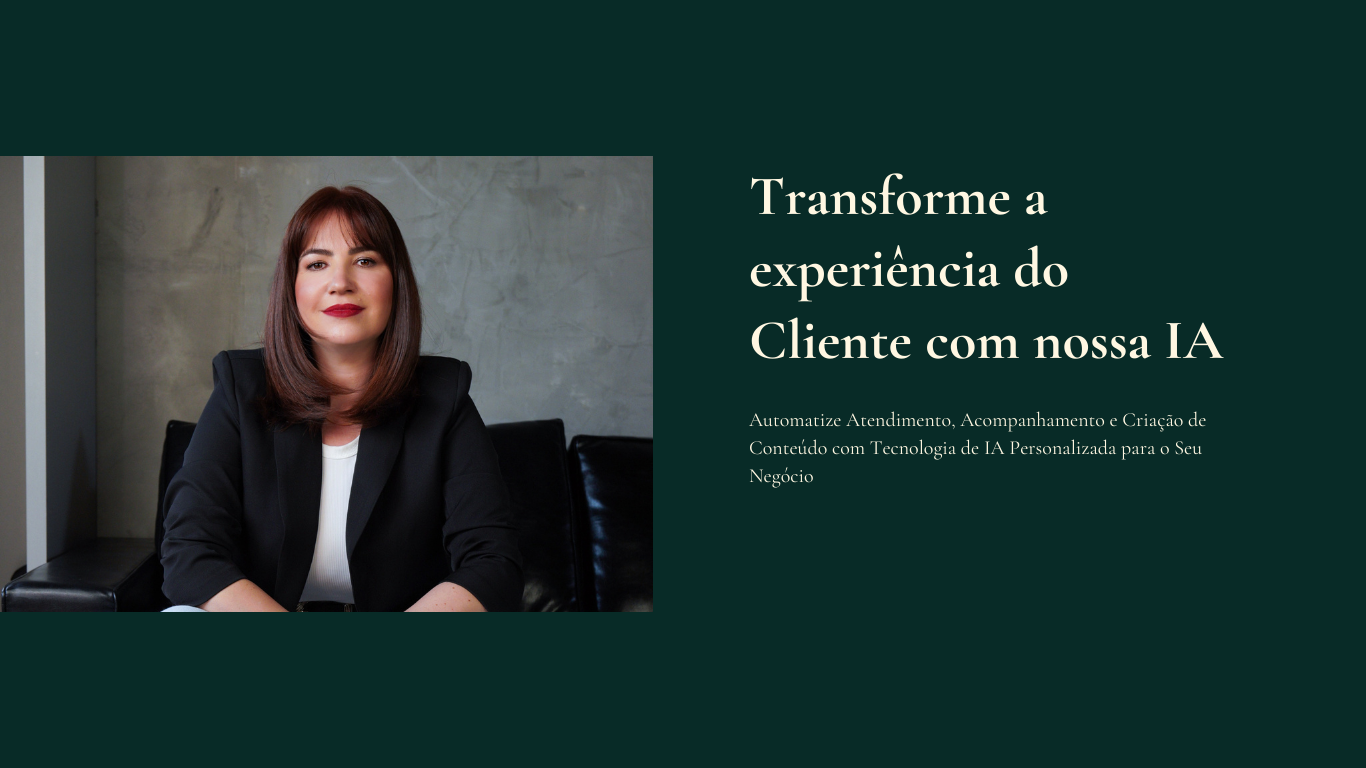 Transforme a
experiência do
Cliente com nossa IA
Automatize Atendimento, Acompanhamento e Criação de
Conteúdo com Tecnologia de IA Personalizada para o Seu
Negócio